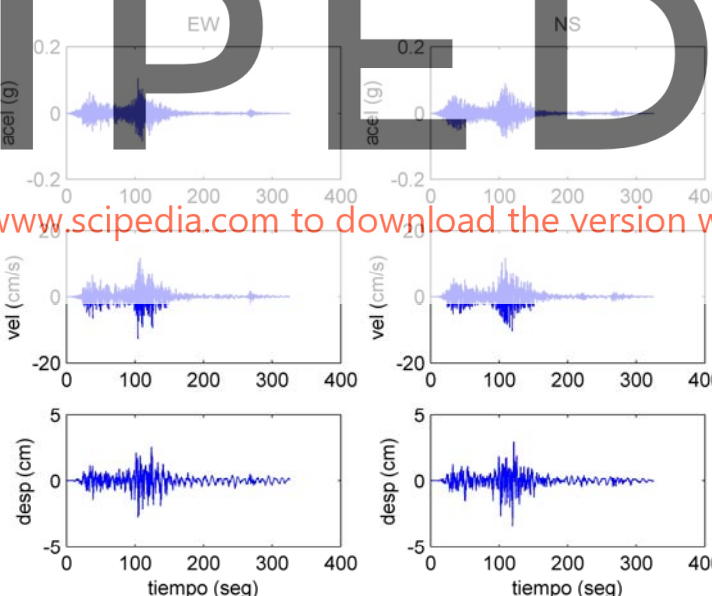 IPED
EW NS
0.2 0.2
acel (g) acel (g)
0 0
-0.2 -0.2
0 100 200 300 400 0 100 200 300 40
www.scipedia.com to download the version w
20 20
vel (cm/s) vel (cm/s)
0 0
-20 -20
0 100 200 300 400 0 100 200 300 400
5 5
desp (cm) desp (cm)
0 0
-5 -5
0 100 200 300 400 0 100 200 300 40
tiempo (seg) tiempo (seg)